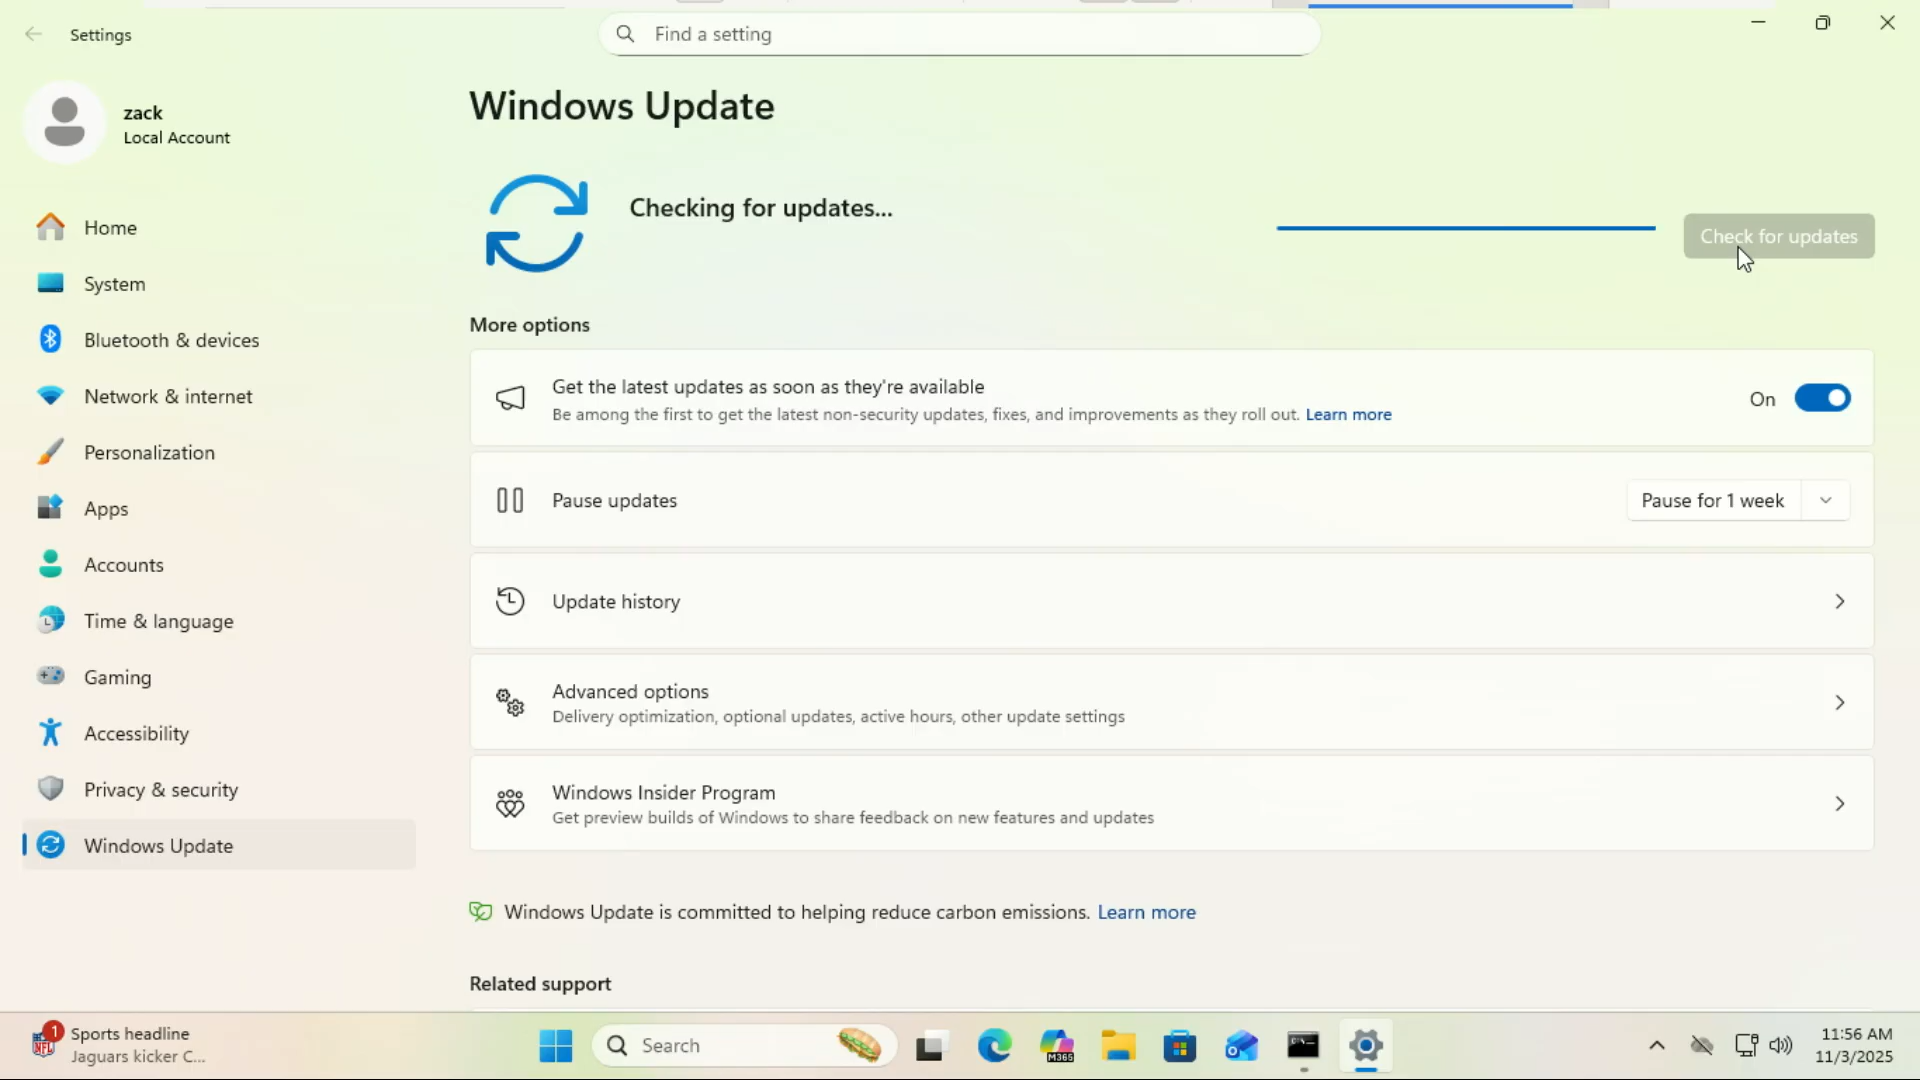 Settings
Find a setting
zack
Local Account
Home
System
Bluetooth & devices
Network & internet
Personalization
Apps
Accounts
Time & language
Gaming
Accessibility
Privacy & security
Windows Update
Windows Update
Checking for updates...
Check for updates
More options
Get the latest updates as soon as they're available
Be among the first to get the latest non-security updates, fixes, and improvements as they roll out. Learn more
On
Pause updates
Pause for 1 week
Update history
Advanced options
Delivery optimization, optional updates, active hours, other update settings
Windows Insider Program
Get preview builds of Windows to share feedback on new features and updates
Windows Update is committed to helping reduce carbon emissions. Learn more
Related support
1
NFL
Sports headline
Jaguars kicker C...
Search
M365
11:56 AM
11/3/2025